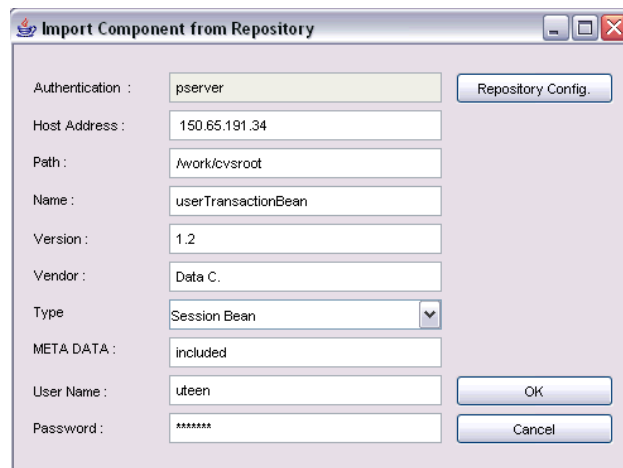 Import Component from Repository
Authentication : pserver Repository Config.
Host Address : 150.65.191.34
Path : /work/cvsroot
Name : userTransactionBean
Version : 1.2
Vendor : Data C.
Type Session Bean
META DATA : included
User Name : uteen OK
Password : ******* Cancel